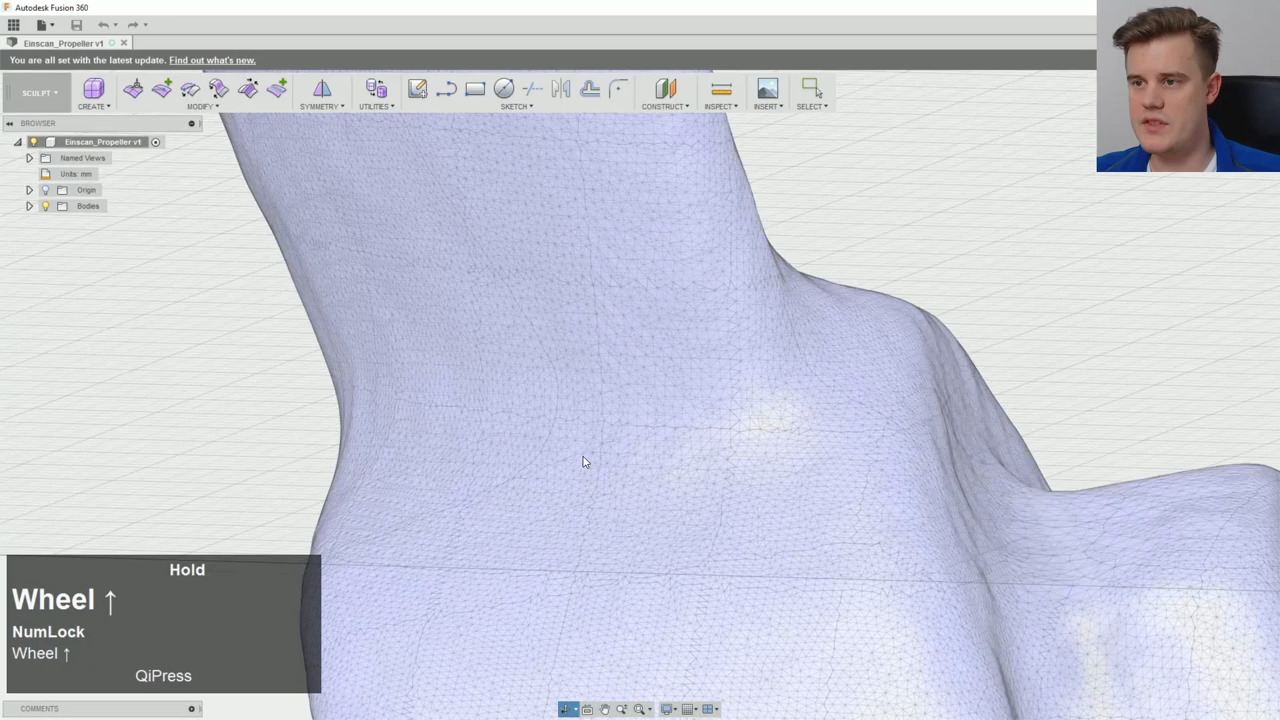 Autodesk Fusion 360
Einscan_Propeller v1
You are all set with the latest update. Find out what's new.
SCULPT
CREATE
MODIFY
SYMMETRY
UTILITIES
SKETCH
CONSTRUCT
INSPECT
INSERT
SELECT
BROWSER
Einscan_Propeller v1
Named Views
Units: mm
Origin
Bodies
Hold
Wheel ↑
NumLock
Wheel ↑
QiPress
COMMENTS